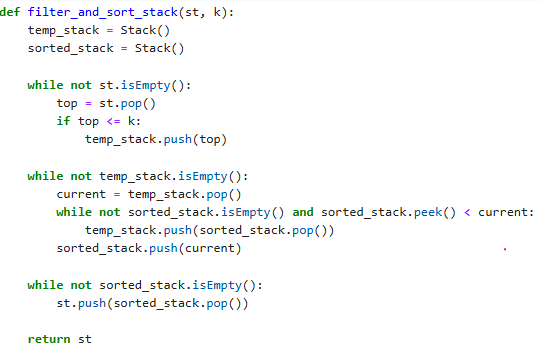 def filter_and_sort_stack(st, k):
    temp_stack = Stack()
    sorted_stack = Stack()

    while not st.isEmpty():
        top = st.pop()
        if top <= k:
            temp_stack.push(top)

    while not temp_stack.isEmpty():
        current = temp_stack.pop()
        while not sorted_stack.isEmpty() and sorted_stack.peek() < current:
            temp_stack.push(sorted_stack.pop())
        sorted_stack.push(current)

    while not sorted_stack.isEmpty():
        st.push(sorted_stack.pop())

    return st